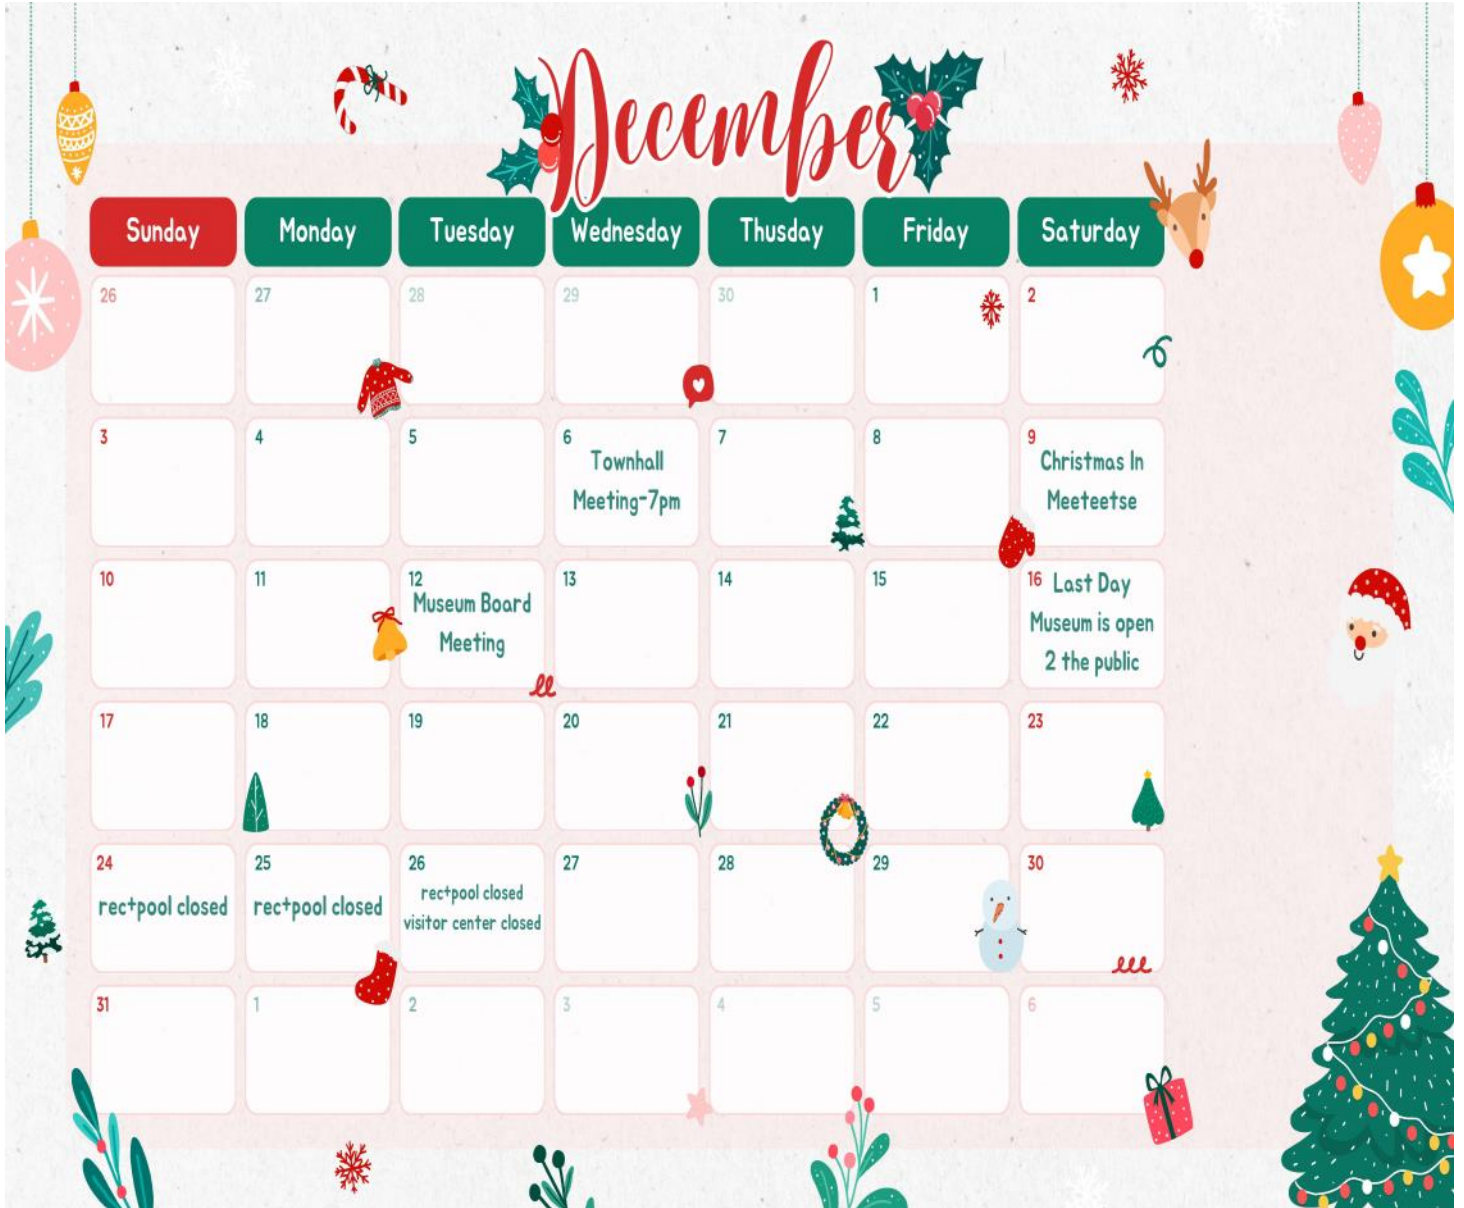 December
Sunday Monday Tuesday Wednesday Thusday Friday Saturday
26 27 28 29 30 1 2
3 4 5 6 7 8 9
Townhall
Meeting-7pm
Christmas In
Meeteetse
10 11 12 13 14 15 16
Museum Board
Meeting
Last Day
Museum is open
2 the public
17 18 19 20 21 22 23
24 25 26 27 28 29 30
rec+pool closed
rec+pool closed
rec+pool closed
visitor center closed
31 1 2 3 4 5 6